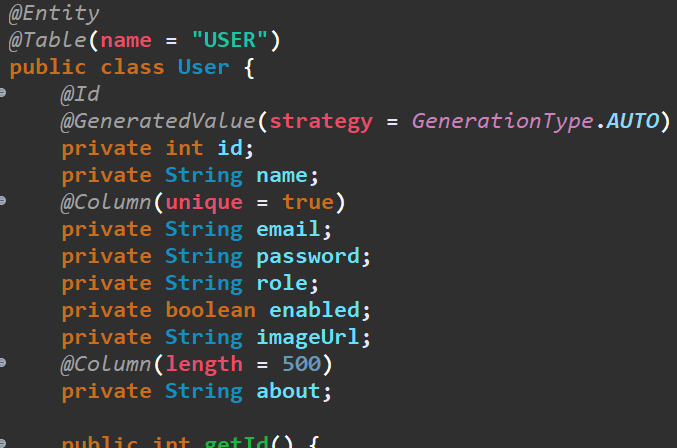 @Entity
@Table(name = "USER")
public class User {
@Id
@GeneratedValue(strategy = GenerationType.AUTO)
private int id;
private String name;
@Column(unique = true)
private String email;
private String password;
private String role;
private boolean enabled;
private String imageUrl;
@Column(length = 500)
private String about;
public int getId() {